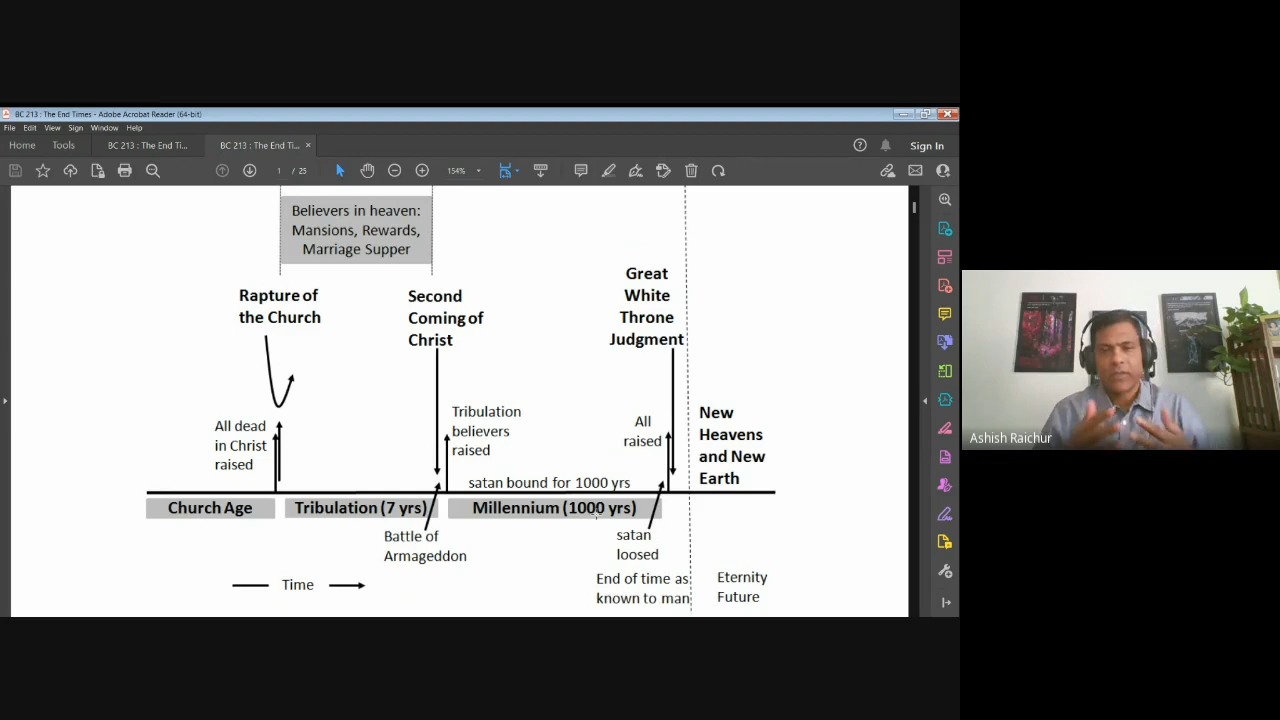 BC 213 : The End Times - Adobe Acrobat Reader (64-bit)
File Edit View Sign Window Help
Home Tools BC 213 : The End Ti... BC 213 : The End Ti... × Sign In
1 / 25 154%
Believers in heaven:
Mansions, Rewards,
Marriage Supper
Rapture of
the Church
Second
Coming of
Christ
Great
White
Throne
Judgment
All dead
in Christ
raised
Tribulation
believers
raised
All
raised
New
Heavens
and New
Earth
satan bound for 1000 yrs
Church Age Tribulation (7 yrs) Millennium (1000 yrs)
Battle of
Armageddon
satan
loosed
Time
End of time as
known to man
Eternity
Future
Ashish Raichur